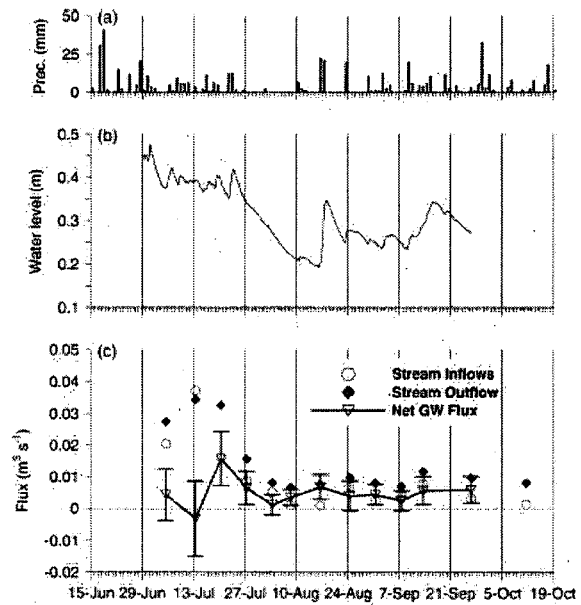 (a)
Prec. (mm)
50
25
0
(b)
Water level (m)
0.5
0.4
0.3
0.2
0.1
(c)
Flux (m³ s⁻¹)
0.05
0.04
0.03
0.02
0.01
0
-0.01
-0.02
Stream Inflows
Stream Outflow
Net GW Flux
15-Jun 29-Jun 13-Jul 27-Jul 10-Aug 24-Aug 7-Sep 21-Sep 5-Oct 19-Oct